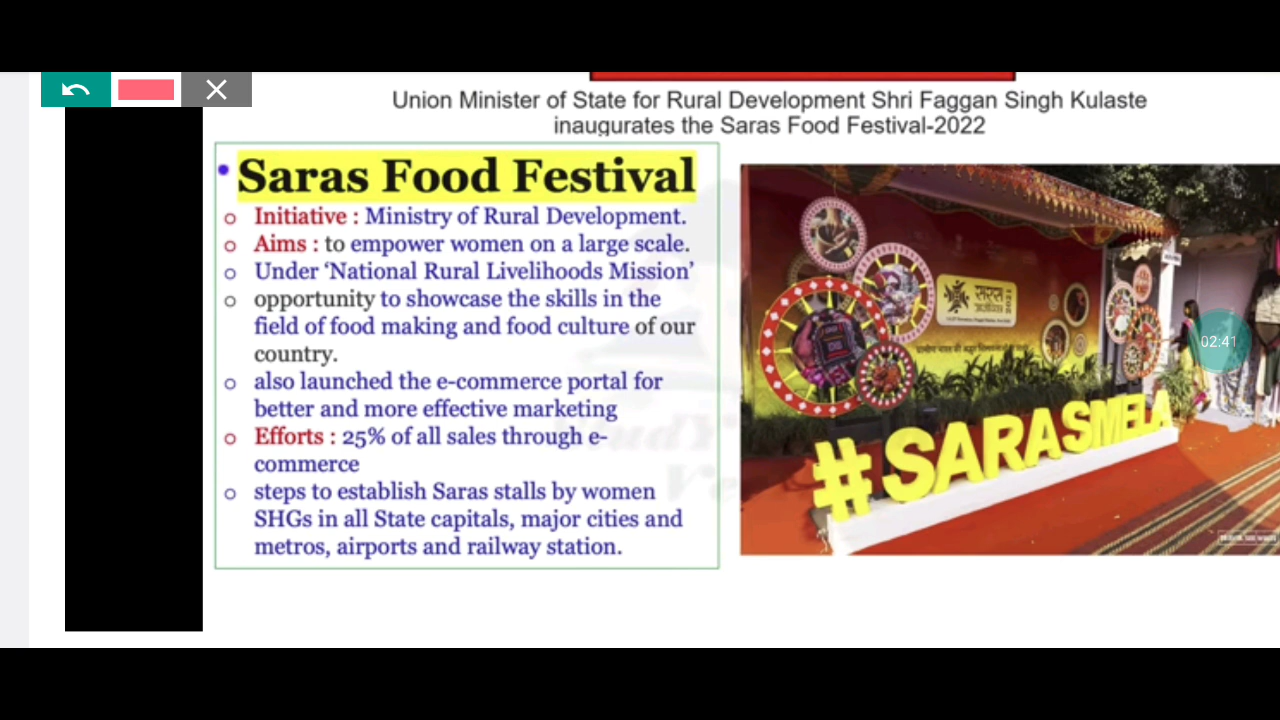 Union Minister of State for Rural Development Shri Faggan Singh Kulaste
inaugurates the Saras Food Festival-2022
• Saras Food Festival
o Initiative : Ministry of Rural Development.
o Aims : to empower women on a large scale.
o Under ‘National Rural Livelihoods Mission’
o opportunity to showcase the skills in the
field of food making and food culture of our
country.
o also launched the e-commerce portal for
better and more effective marketing
o Efforts : 25% of all sales through e-
commerce
o steps to establish Saras stalls by women
SHGs in all State capitals, major cities and
metros, airports and railway station.
सरस
आजीविका
2021
02:41
#SARASMELA